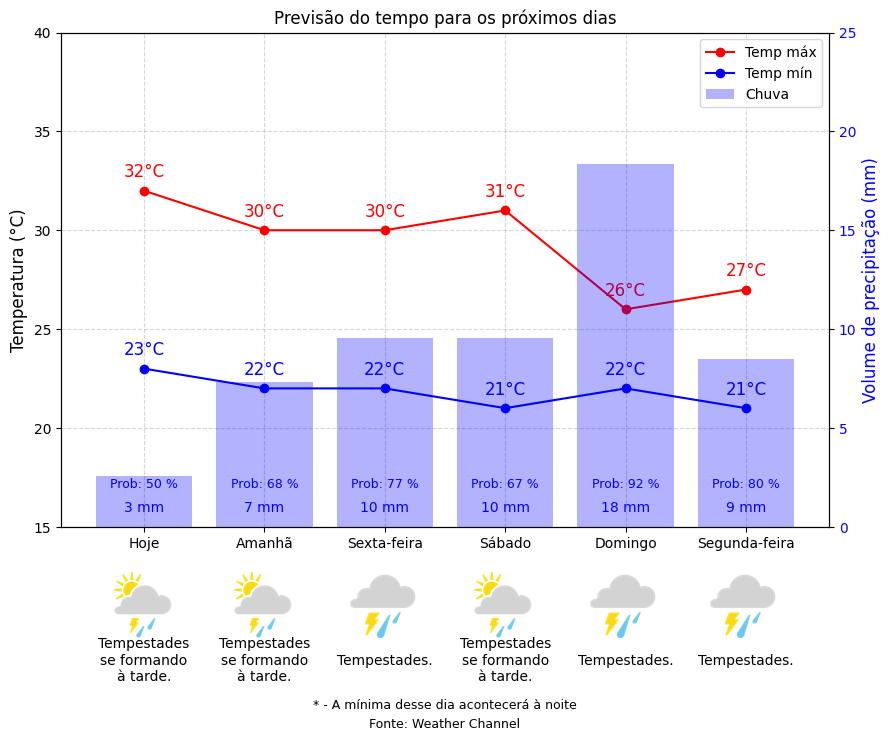 Previsão do tempo para os próximos dias
40
35
30
25
20
15
Temperatura (°C)
25
20
15
10
5
0
Volume de precipitação (mm)
Temp máx
Temp mín
Chuva
32°C
30°C
30°C
31°C
26°C
27°C
23°C
22°C
22°C
21°C
22°C
21°C
Prob: 50 %
Prob: 68 %
Prob: 77 %
Prob: 67 %
Prob: 92 %
Prob: 80 %
3 mm
7 mm
10 mm
10 mm
18 mm
9 mm
Hoje
Amanhã
Sexta-feira
Sábado
Domingo
Segunda-feira
Tempestades
se formando
à tarde.
Tempestades
se formando
à tarde.
Tempestades.
Tempestades
se formando
à tarde.
Tempestades.
Tempestades.
* - A mínima desse dia acontecerá à noite
Fonte: Weather Channel